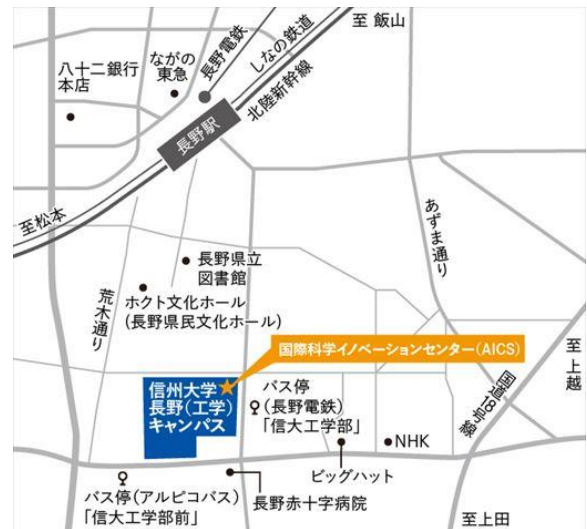 至 飯山
長野電鉄
しなの鉄道
北陸新幹線
ながの
東急
八十二銀行
本店
長野駅
至松本
あずま通り
長野県立
図書館
荒木通り
ホクト文化ホール
(長野県民文化ホール)
国際科学イノベーションセンター(AICS)
至
上越
国道18号線
信州大学
長野(工学)
キャンパス
バス停
(長野電鉄)
「信大工学部」
NHK
ビッグハット
長野赤十字病院
バス停(アルピコバス)
「信大工学部前」
至上田